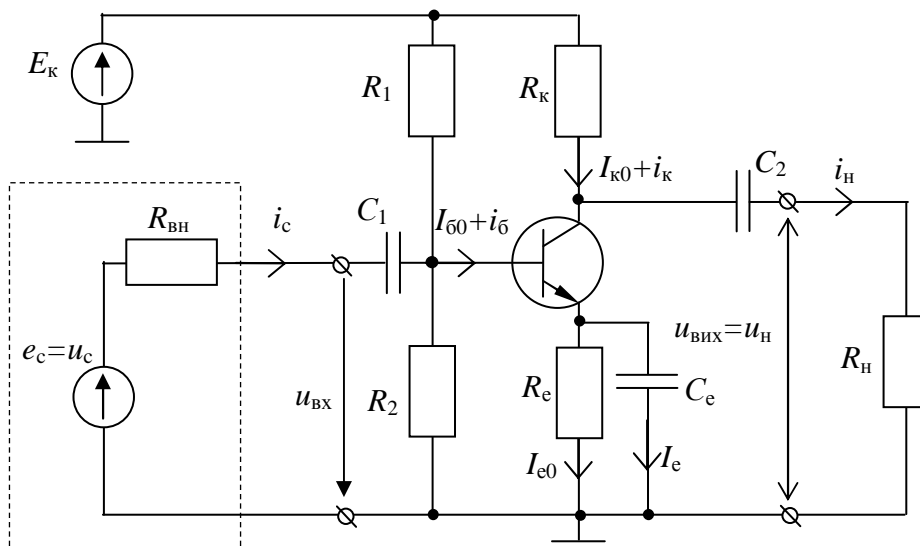 Eк
R1
Rк
Iк0+iк
C2
iн
Rвн
iс
C1
Iб0+iб
eс=uс
uвх
R2
Rе
Cе
uвих=uн
Rн
Iе0
Iе